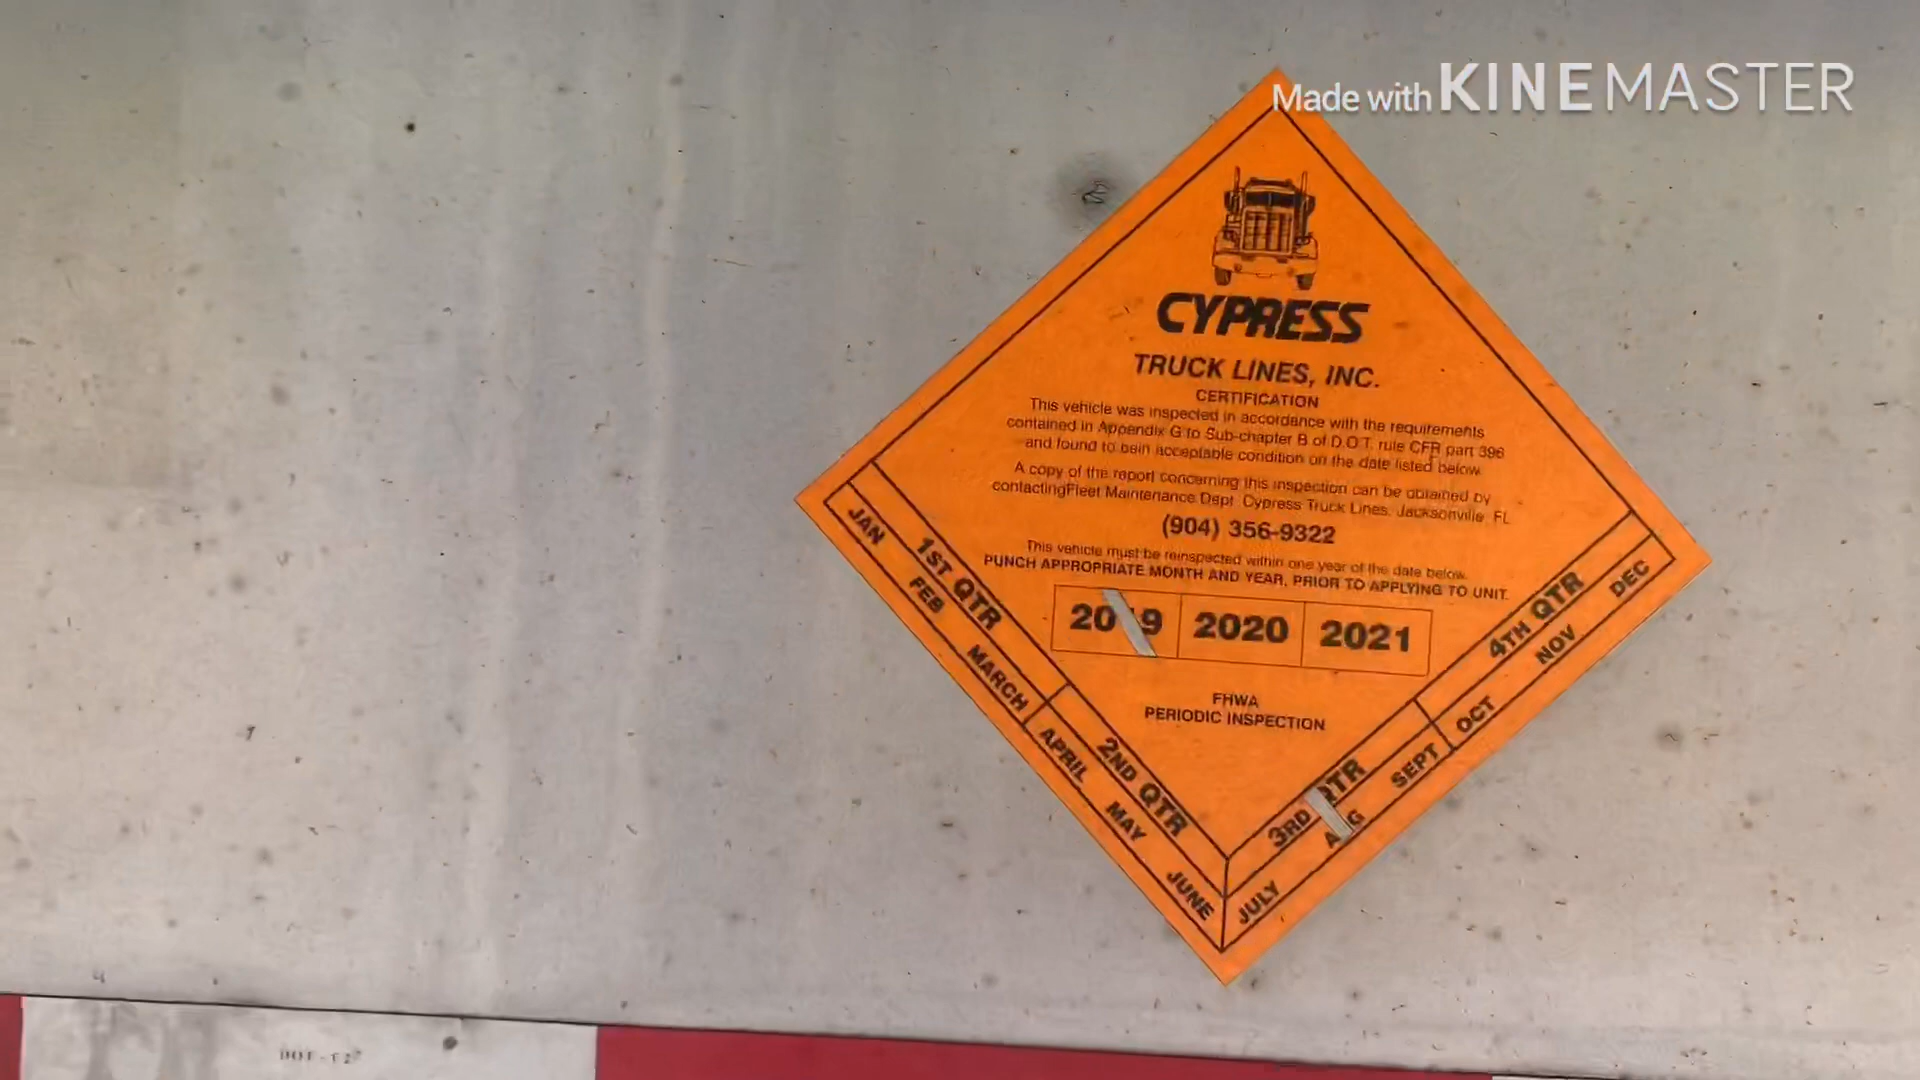 Made with KINEMASTER
CYPRESS
TRUCK LINES, INC.
CERTIFICATION
This vehicle was inspected in accordance with the requirements
contained in Appendix G to Sub-chapter B of D.O.T. rule CFR part 396
and found to bein acceptable condition on the date listed below.
A copy of the report concerning this inspection can be obtained by
contactingFleet Maintenance Dept. Cypress Truck Lines, Jacksonville, FL
(904) 356-9322
This vehicle must be reinspected within one year of the date below.
PUNCH APPROPRIATE MONTH AND YEAR, PRIOR TO APPLYING TO UNIT.
2019 2020 2021
FHWA
PERIODIC INSPECTION
1ST QTR
JAN FEB MARCH
2ND QTR
APRIL MAY JUNE
3RD QTR
JULY AUG SEPT
4TH QTR
OCT NOV DEC